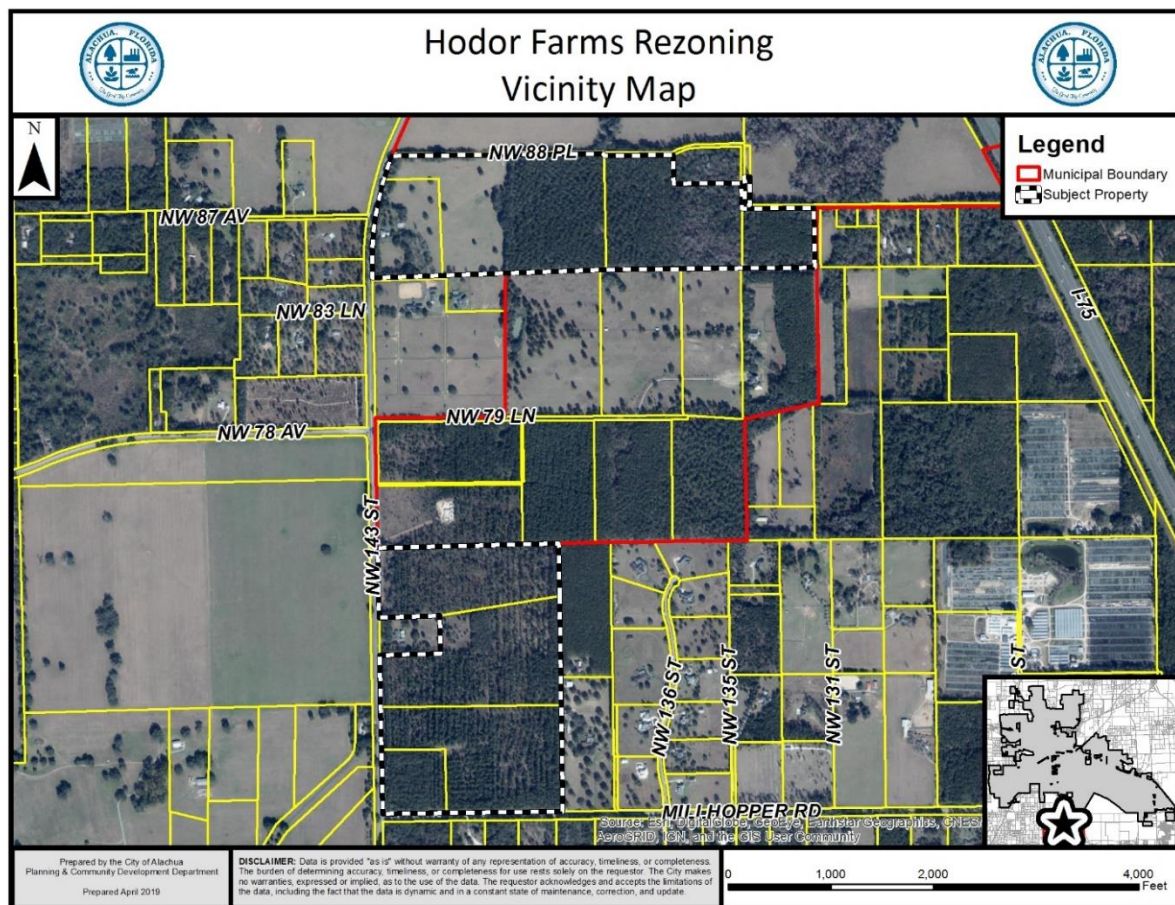 Hodor Farms Rezoning
Vicinity Map
ALACHUA, FLORIDA
ALACHUA, FLORIDA
N
Legend
Municipal Boundary
Subject Property
NW 88 PL
NW 87 AV
I-75
NW 83 LN
NW 79 LN
NW 78 AV
NW 143 ST
NW 136 ST
NW 135 ST
NW 131 ST
ST
MILLHOPPER RD
Source: Esri, DigitalGlobe, GeoEye, Earthstar Geographics, CNES/
AeroGRID, IGN, and the GIS User Community
Prepared by the City of Alachua
Planning & Community Development Department
Prepared April 2019
DISCLAIMER: Data is provided "as is" without warranty of any representation of accuracy, timeliness, or completeness.
The burden of determining accuracy, timeliness, or completeness for use rests solely on the requestor. The City makes
no warranties, expressed or implied, as to the use of the data. The requestor acknowledges and accepts the limitations of
the data, including the fact that the data is dynamic and in a constant state of maintenance, correction, and update.
0 1,000 2,000 4,000
Feet